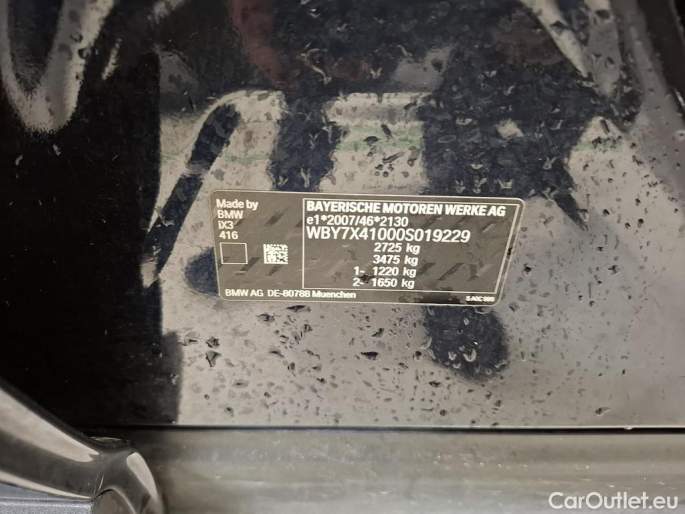 Made by
BMW
iX3
416
BAYERISCHE MOTOREN WERKE AG
e1*2007/46*2130
WBY7X41000S019229
2725 kg
3475 kg
1- 1220 kg
2- 1650 kg
BMW AG DE-80788 Muenchen
CarOutlet.eu